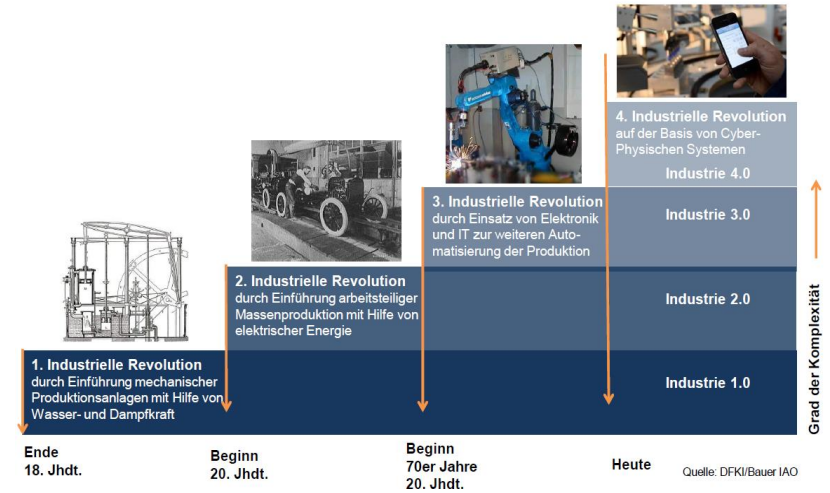 4. Industrielle Revolution
auf der Basis von Cyber-
Physischen Systemen
Industrie 4.0
3. Industrielle Revolution
durch Einsatz von Elektronik
und IT zur weiteren Auto-
matisierung der Produktion
Industrie 3.0
2. Industrielle Revolution
durch Einführung arbeitsteiliger
Massenproduktion mit Hilfe von
elektrischer Energie
Industrie 2.0
1. Industrielle Revolution
durch Einführung mechanischer
Produktionsanlagen mit Hilfe von
Wasser- und Dampfkraft
Industrie 1.0
Grad der Komplexität
Ende
18. Jhdt.
Beginn
20. Jhdt.
Beginn
70er Jahre
20. Jhdt.
Heute
Quelle: DFKI/Bauer IAO